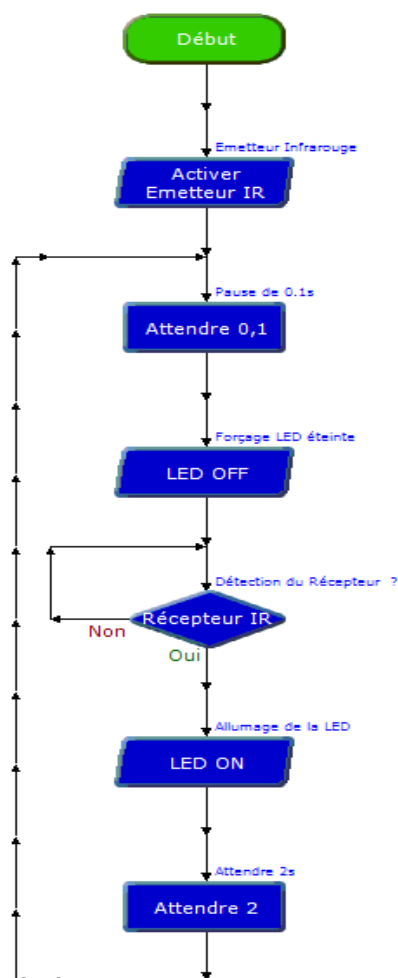 Début
Emetteur Infrarouge
Activer
Emetteur IR
Pause de 0.1s
Attendre 0,1
Forçage LED éteinte
LED OFF
Détection du Récepteur ?
Récepteur IR
Non
Oui
Allumage de la LED
LED ON
Attendre 2s
Attendre 2